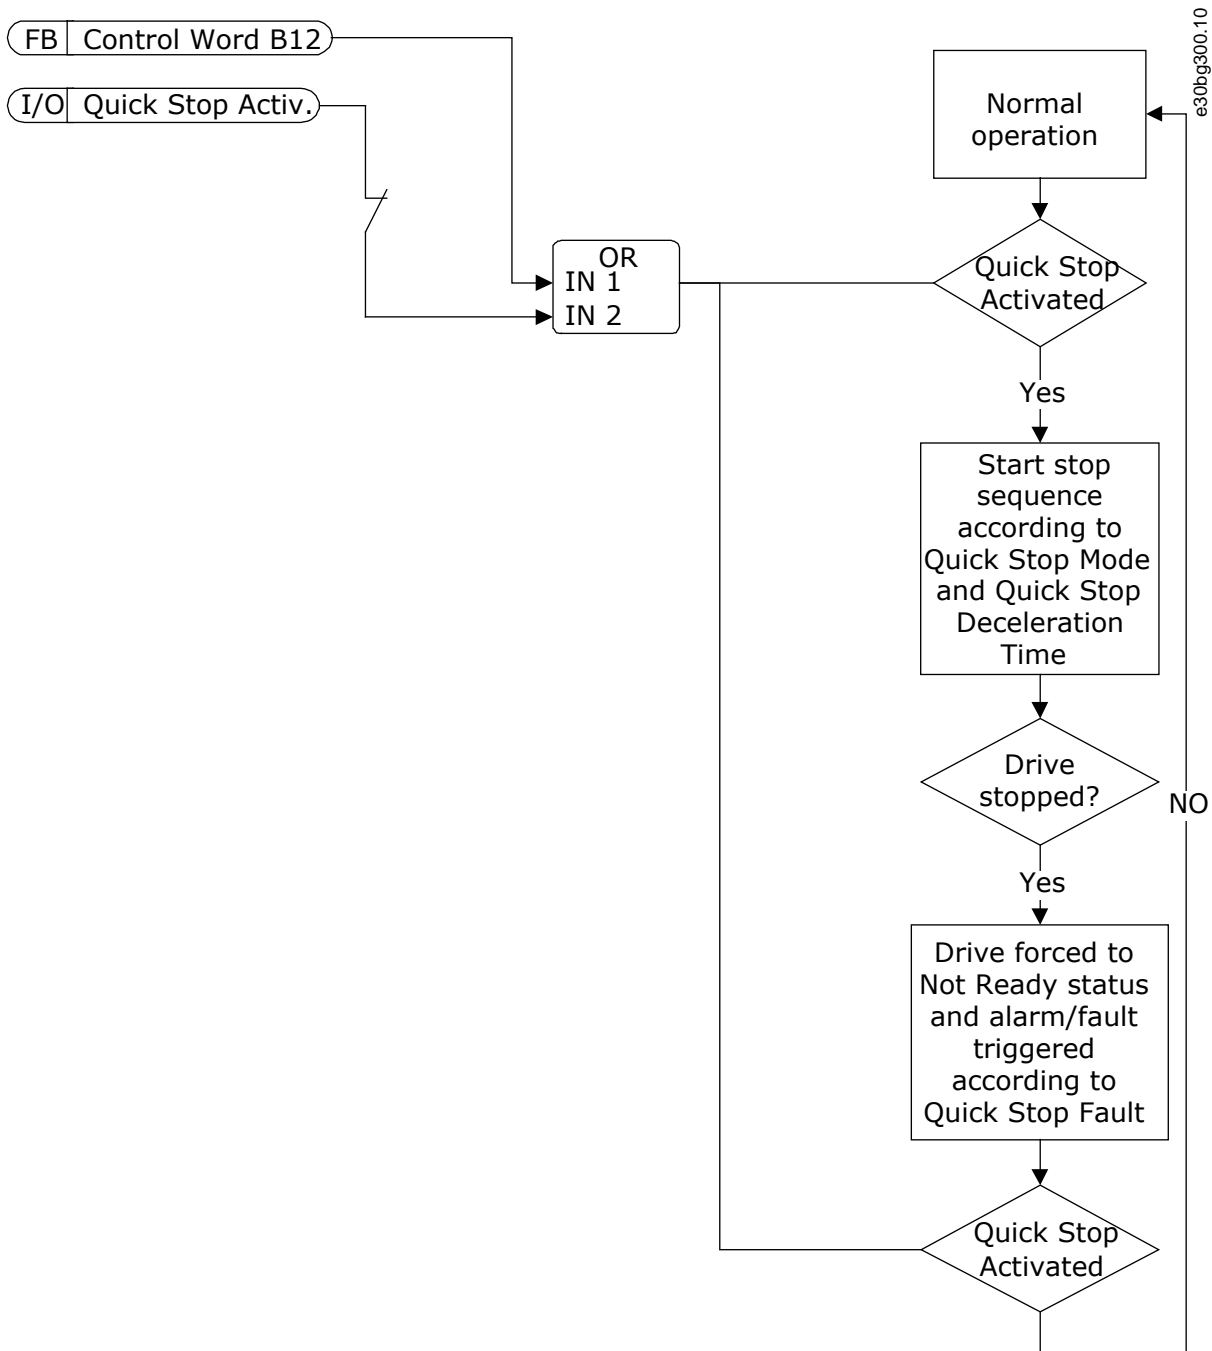 FB Control Word B12
I/O Quick Stop Activ.
OR
IN 1
IN 2
e30bg300.10
Normal
operation
Quick Stop
Activated
Yes
Start stop
sequence
according to
Quick Stop Mode
and Quick Stop
Deceleration
Time
Drive
stopped?
NO
Yes
Drive forced to
Not Ready status
and alarm/fault
triggered
according to
Quick Stop Fault
Quick Stop
Activated